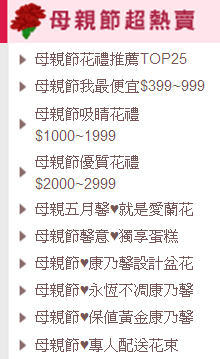 母親節超熱賣
母親節花禮推薦TOP25
母親節我最便宜$399~999
母親節吸睛花禮
$1000~1999
母親節優質花禮
$2000~2999
母親五月馨♥就是愛蘭花
母親節馨意♥獨享蛋糕
母親節♥康乃馨設計盆花
母親節♥永恆不凋康乃馨
母親節♥保值黃金康乃馨
母親節♥專人配送花束